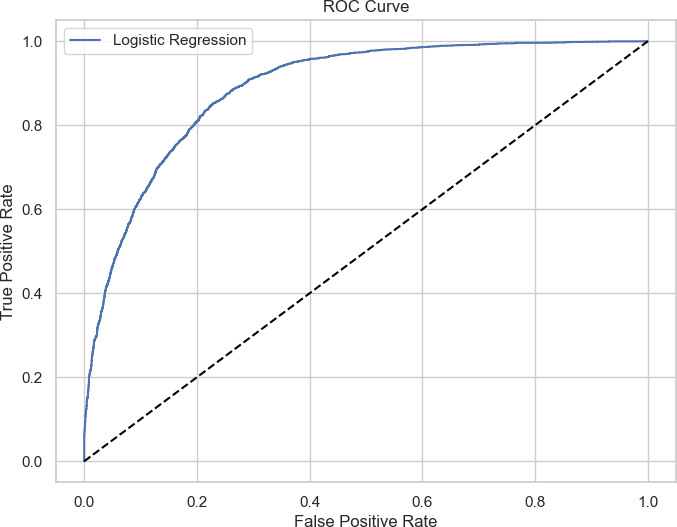 ROC Curve
Logistic Regression
True Positive Rate
1.0
0.8
0.6
0.4
0.2
0.0
0.0 0.2 0.4 0.6 0.8 1.0
False Positive Rate